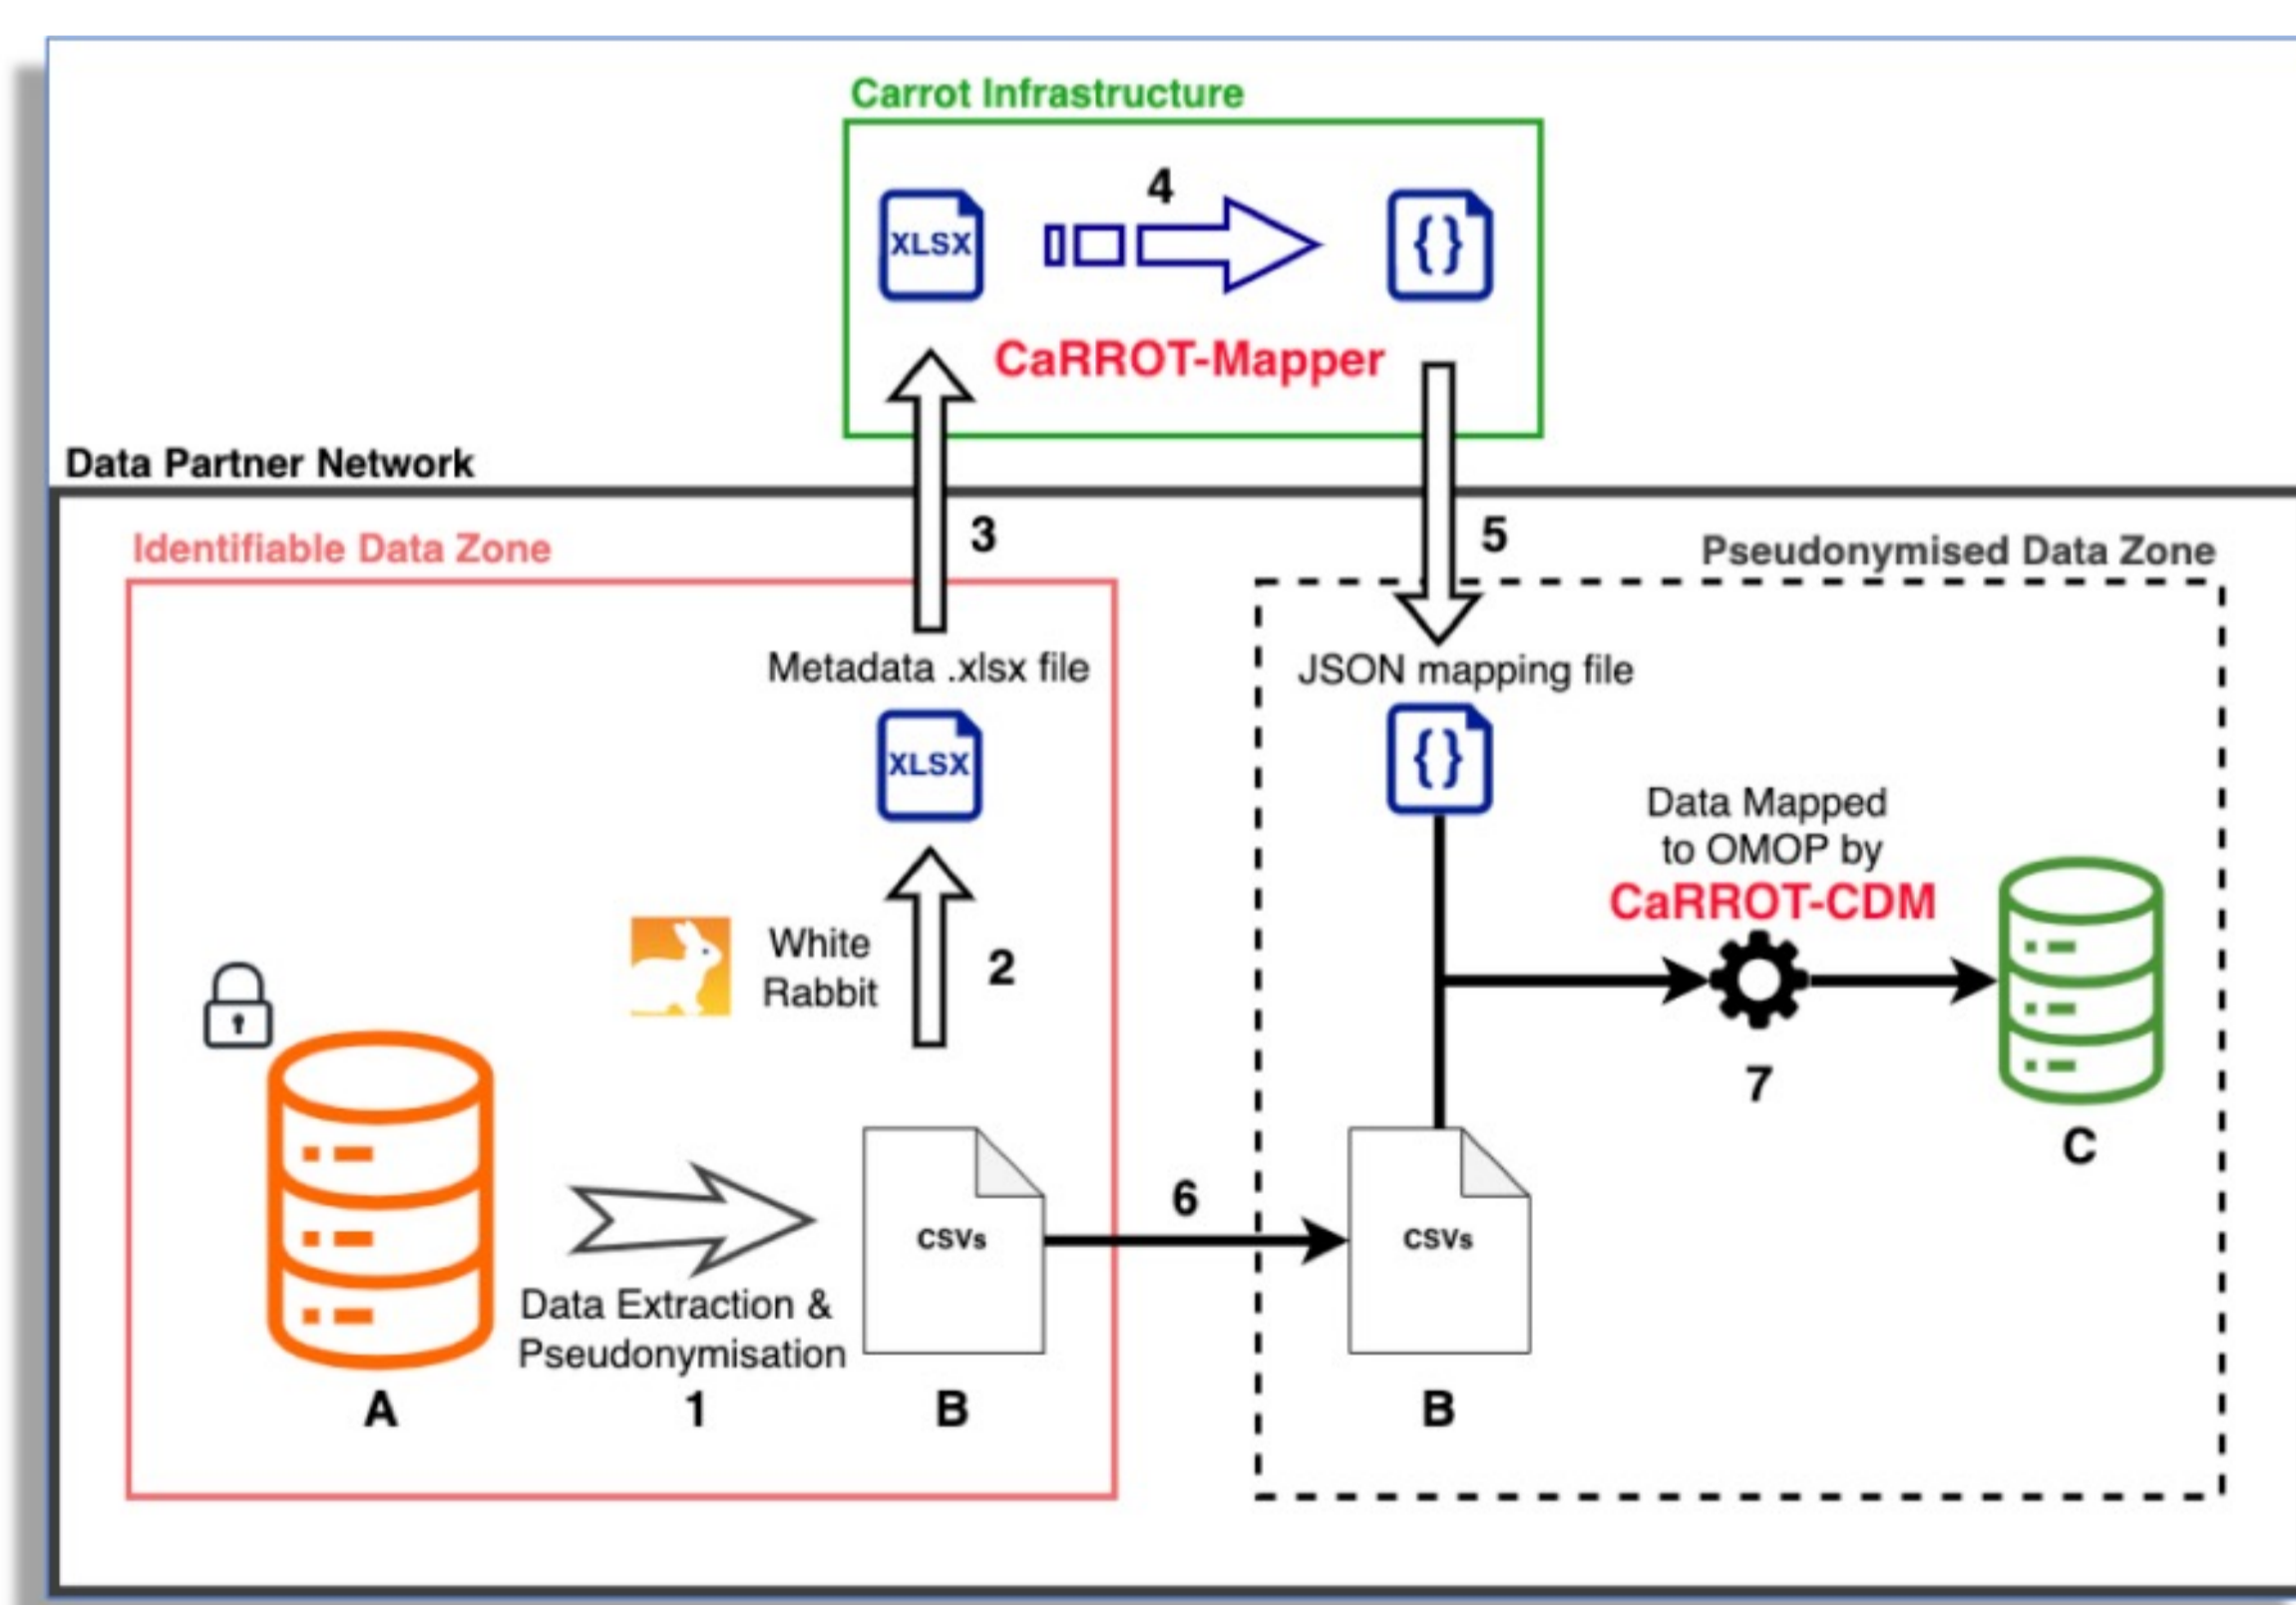 Carrot Infrastructure
4
XLSX
{}
CaRROT-Mapper
Data Partner Network
3
5
Identifiable Data Zone
Pseudonymised Data Zone
Metadata .xlsx file
XLSX
JSON mapping file
{}
Data Mapped
to OMOP by
CaRROT-CDM
White
Rabbit
2
7
C
6
CSVs
CSVs
Data Extraction &
Pseudonymisation
A
1
B
B